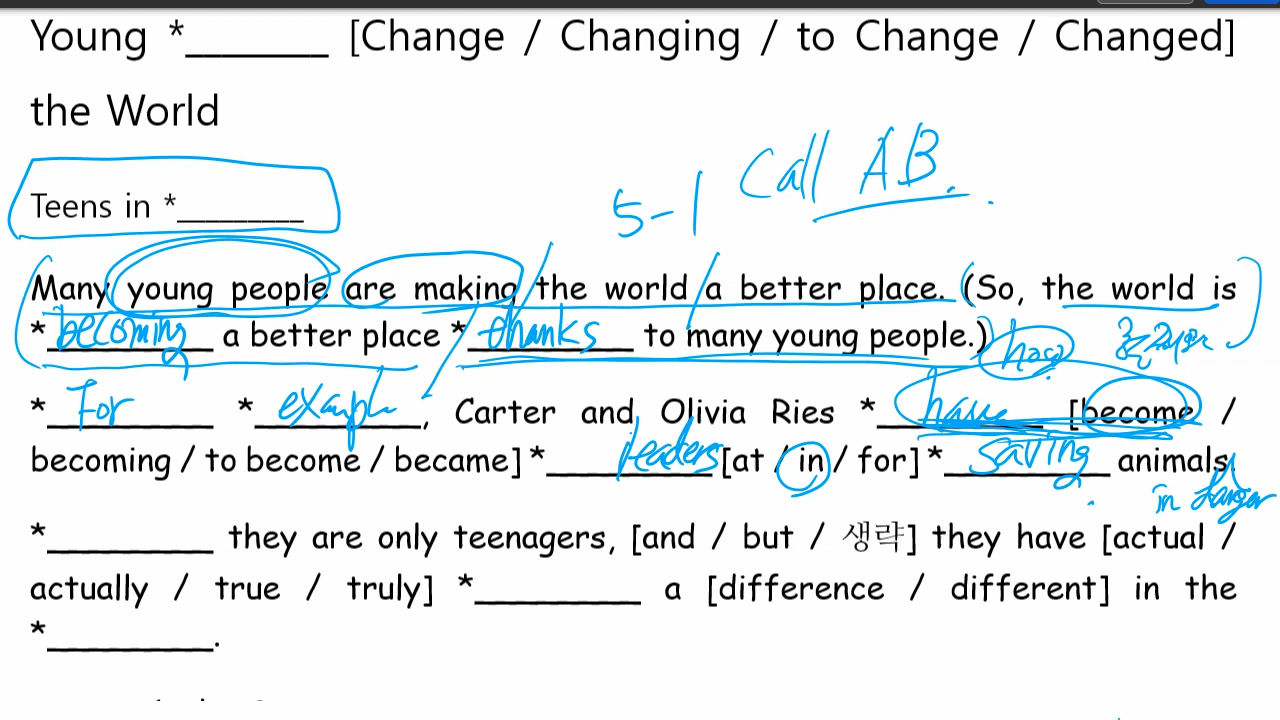 Young *________ [Change / Changing / to Change / Changed]
the World
Call AB.
5-1
Teens in *_________
Many young people are making the world a better place. (So, the world is
*becoming a better place *thanks to many young people.)
have
* For * example, Carter and Olivia Ries * have [become /
becoming / to become / became] * leaders [at / in / for] * saving animals.
in danger
*_________ they are only teenagers, [and / but / 생략] they have [actual /
actually / true / truly] *_________ a [difference / different] in the
*_________.